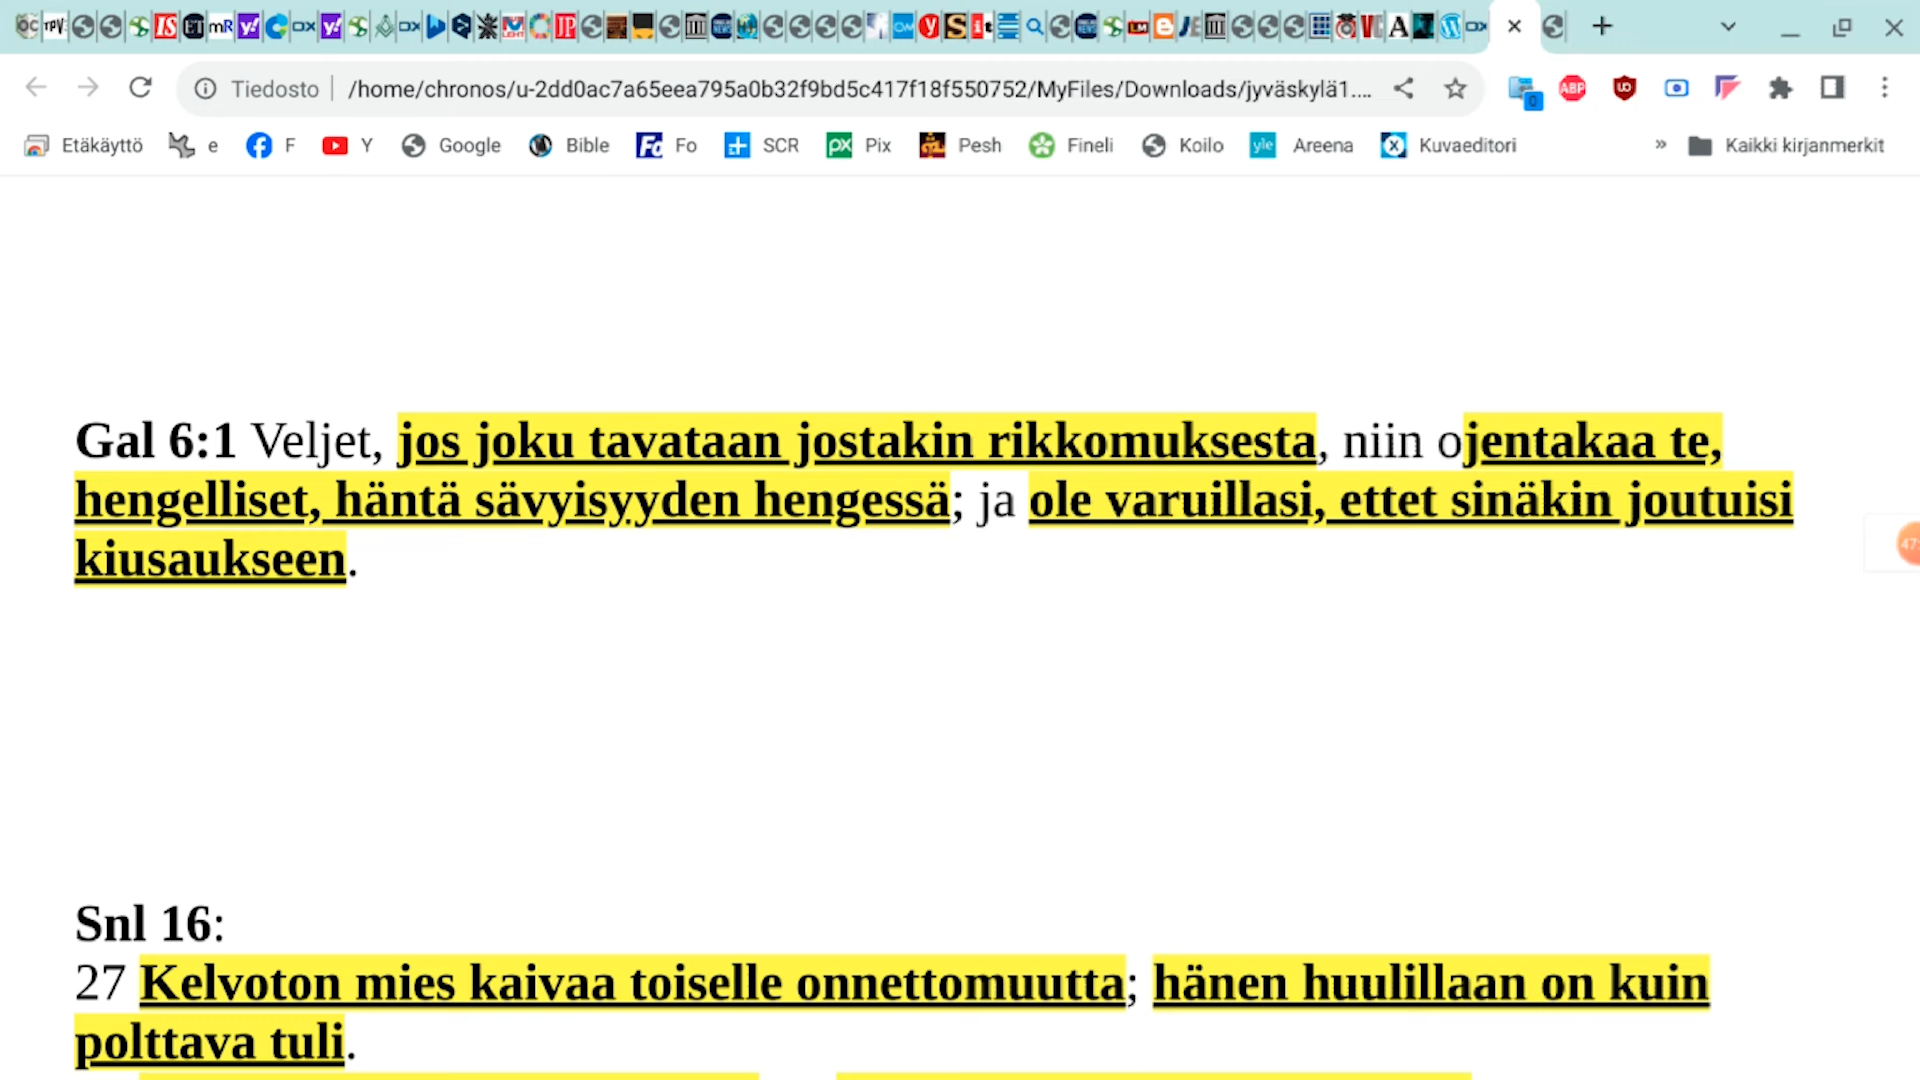 Tiedosto /home/chronos/u-2dd0ac7a65eea795a0b32f9bd5c417f18f550752/MyFiles/Downloads/jyväskylä1....
Etäkäyttö e F Y Google Bible Fo SCR Pix Pesh Fineli Koilo Areena Kuvaeditori » Kaikki kirjanmerkit
Gal 6:1 Veljet, jos joku tavataan jostakin rikkomuksesta, niin ojentakaa te,
hengelliset, häntä sävyisyyden hengessä; ja ole varuillasi, ettet sinäkin joutuisi
kiusaukseen.
Snl 16:
27 Kelvoton mies kaivaa toiselle onnettomuutta; hänen huulillaan on kuin
polttava tuli.